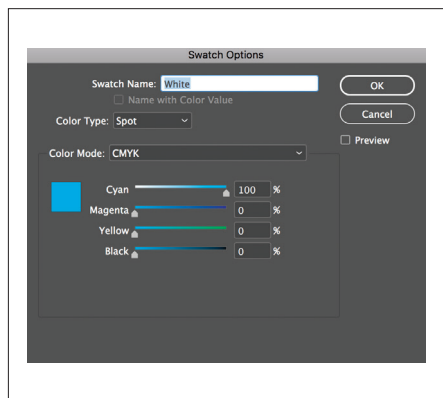 Swatch Options
Swatch Name: White
OK
Name with Color Value
Cancel
Color Type: Spot
Preview
Color Mode: CMYK
Cyan 100 %
Magenta 0 %
Yellow 0 %
Black 0 %